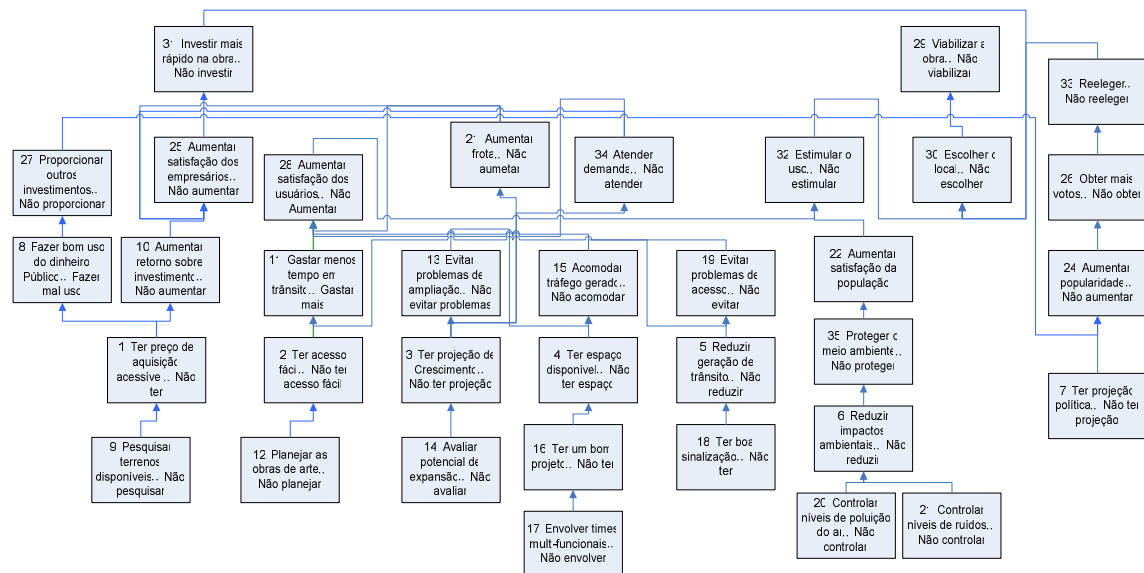 31 Investir mais
rápido na obra..
Não investir
29 Viabilizar a
obra.. Não
viabilizar
33 Reeleger..
Não reeleger
27 Proporcionar
outros
investimentos..
Não proporcionar
25 Aumentar
satisfação dos
empresários..
Não aumentar
28 Aumentar
satisfação dos
usuários.. Não
Aumentar
21 Aumentar
frota.. Não
aumetar
34 Atender
demanda.. Não
atender
32 Estimular o
uso.. Não
estimular
30 Escolher o
local.. Não
escolher
26 Obter mais
votos.. Não obter
8 Fazer bom uso
do dinheiro
Público.. Fazer
mal uso
10 Aumentar
retorno sobre
investimento..
Não aumentar
11 Gastar menos
tempo em
trânsito.. Gastar
mais
13 Evitar
problemas de
ampliação.. Não
evitar problemas
15 Acomodar
tráfego gerado..
Não acomodar
19 Evitar
problemas de
acesso.. Não
evitar
22 Aumentar
satisfação da
população
24 Aumentar
popularidade..
Não aumentar
1 Ter preço de
aquisição
acessível.. Não
ter
2 Ter acesso
fácil.. Não ter
acesso fácil
3 Ter projeção de
Crescimento..
Não ter projeção
4 Ter espaço
disponível.. Não
ter espaço
5 Reduzir
geração de
trânsito.. Não
reduzir
35 Proteger o
meio ambiente..
Não proteger
7 Ter projeção
política.. Não ter
projeção
9 Pesquisar
terrenos
disponíveis.. Não
pesquisar
12 Planejar as
obras de arte..
Não planejar
14 Avaliar
potencial de
expansão.. Não
avaliar
16 Ter um bom
projeto.. Não ter
18 Ter boa
sinalização.. Não
ter
6 Reduzir
impactos
ambientais.. Não
reduzir
17 Envolver times
mult-funcionais..
Não envolver
20 Controlar
níveis de poluição
do ar.. Não
controlar
21 Controlar
níveis de ruídos..
Não controlar